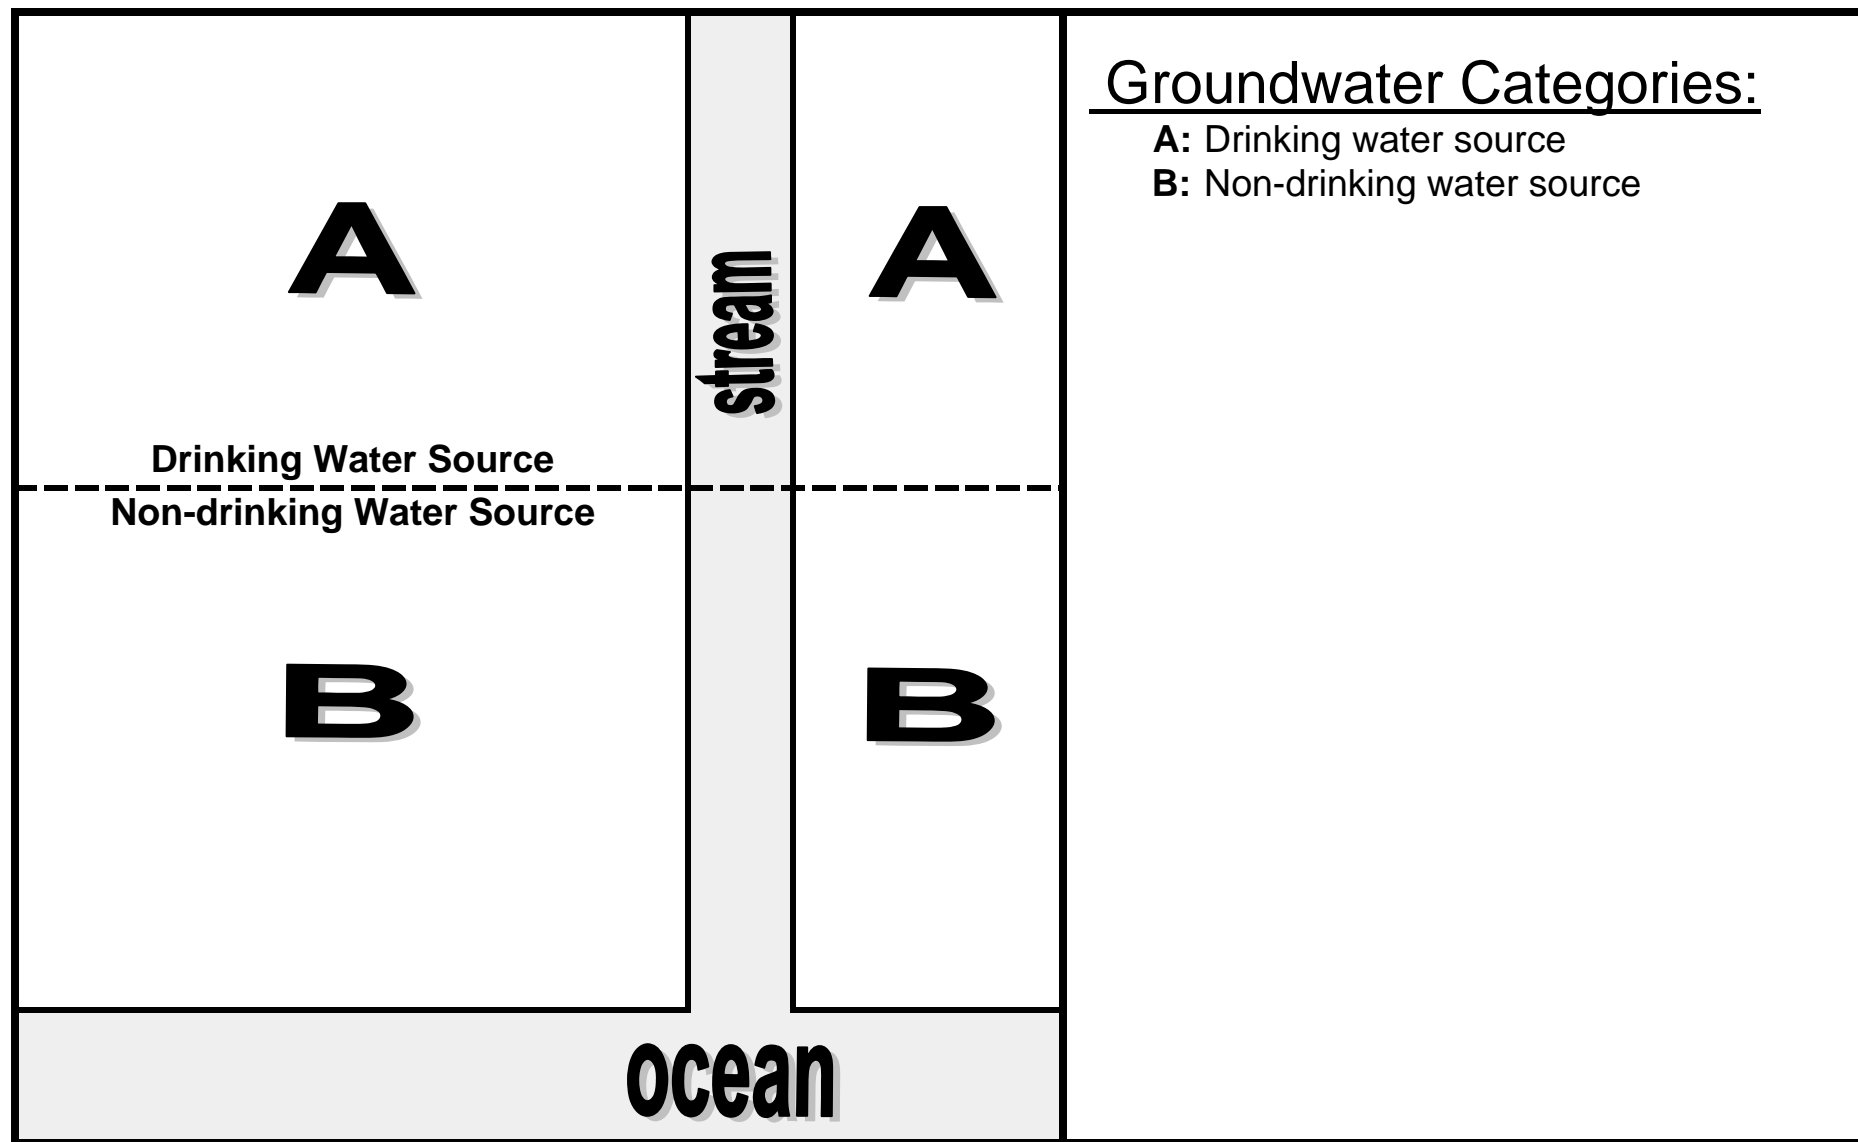 Groundwater Categories:
A: Drinking water source
B: Non-drinking water source
A
stream
A
Drinking Water Source
Non-drinking Water Source
B
B
ocean